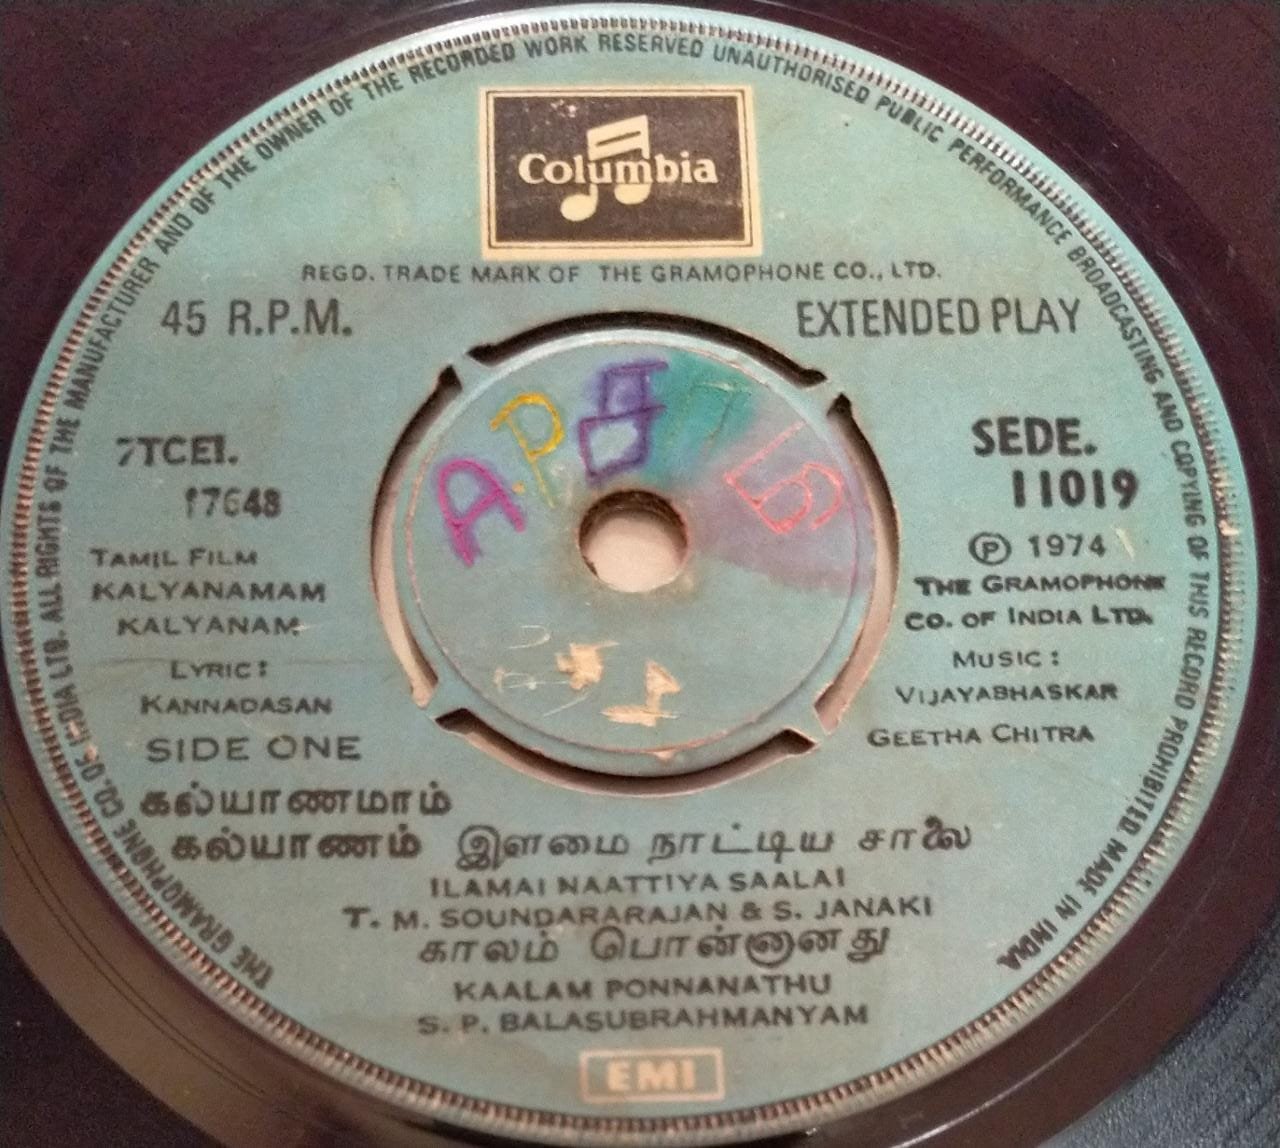 THE GRAMOPHONE CO. OF INDIA LTD. ALL RIGHTS OF THE MANUFACTURER AND OF THE OWNER OF THE RECORDED WORK RESERVED UNAUTHORISED PUBLIC PERFORMANCE BROADCASTING AND COPYING OF THIS RECORD PROHIBITED MADE IN INDIA
Columbia
REGD. TRADE MARK OF THE GRAMOPHONE CO., LTD.
45 R.P.M. EXTENDED PLAY
A.P
7TCEI. SEDE.
17648 11019
℗ 1974
TAMIL FILM
KALYANAMAM THE GRAMOPHONE
KALYANAM CO. OF INDIA LTD.
LYRIC: MUSIC:
KANNADASAN VIJAYABHASKAR
SIDE ONE GEETHA CHITRA
கல்யாணமாம்
கல்யாணம் இளமை நாட்டிய சாலை
ILAMAI NAATTIYA SAALAI
T. M. SOUNDARARAJAN & S. JANAKI
காலம் பொன்னானது
KAALAM PONNANATHU
S. P. BALASUBRAHMANYAM
EMI